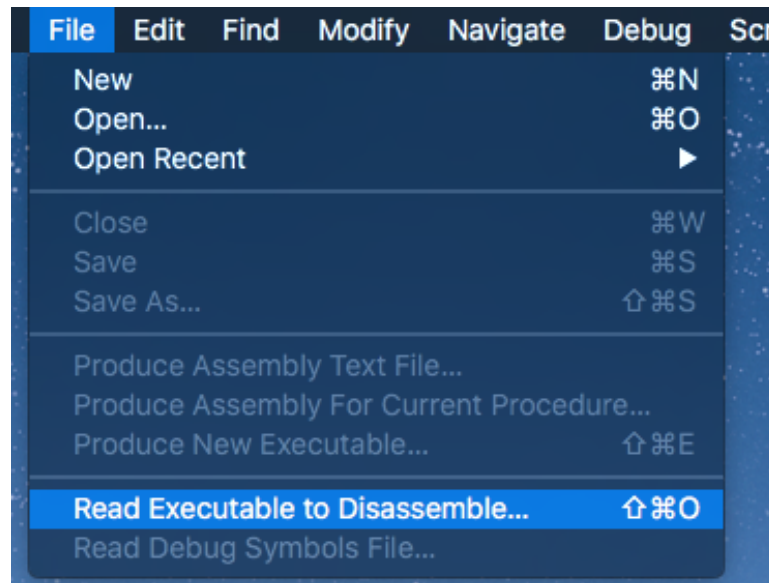 File Edit Find Modify Navigate Debug Scr
New ⌘N
Open... ⌘O
Open Recent ▶
Close ⌘W
Save ⌘S
Save As... ⇧⌘S
Produce Assembly Text File...
Produce Assembly For Current Procedure...
Produce New Executable... ⇧⌘E
Read Executable to Disassemble... ⇧⌘O
Read Debug Symbols File...